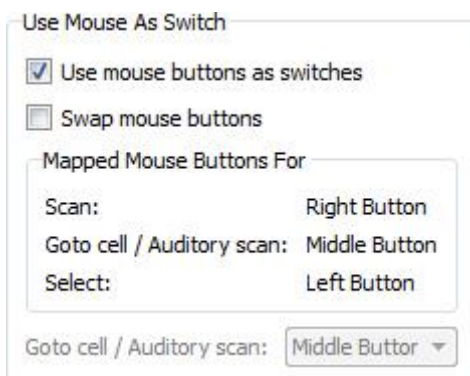 Use Mouse As Switch
Use mouse buttons as switches
Swap mouse buttons
Mapped Mouse Buttons For
Scan: Right Button
Goto cell / Auditory scan: Middle Button
Select: Left Button
Goto cell / Auditory scan: Middle Buttor